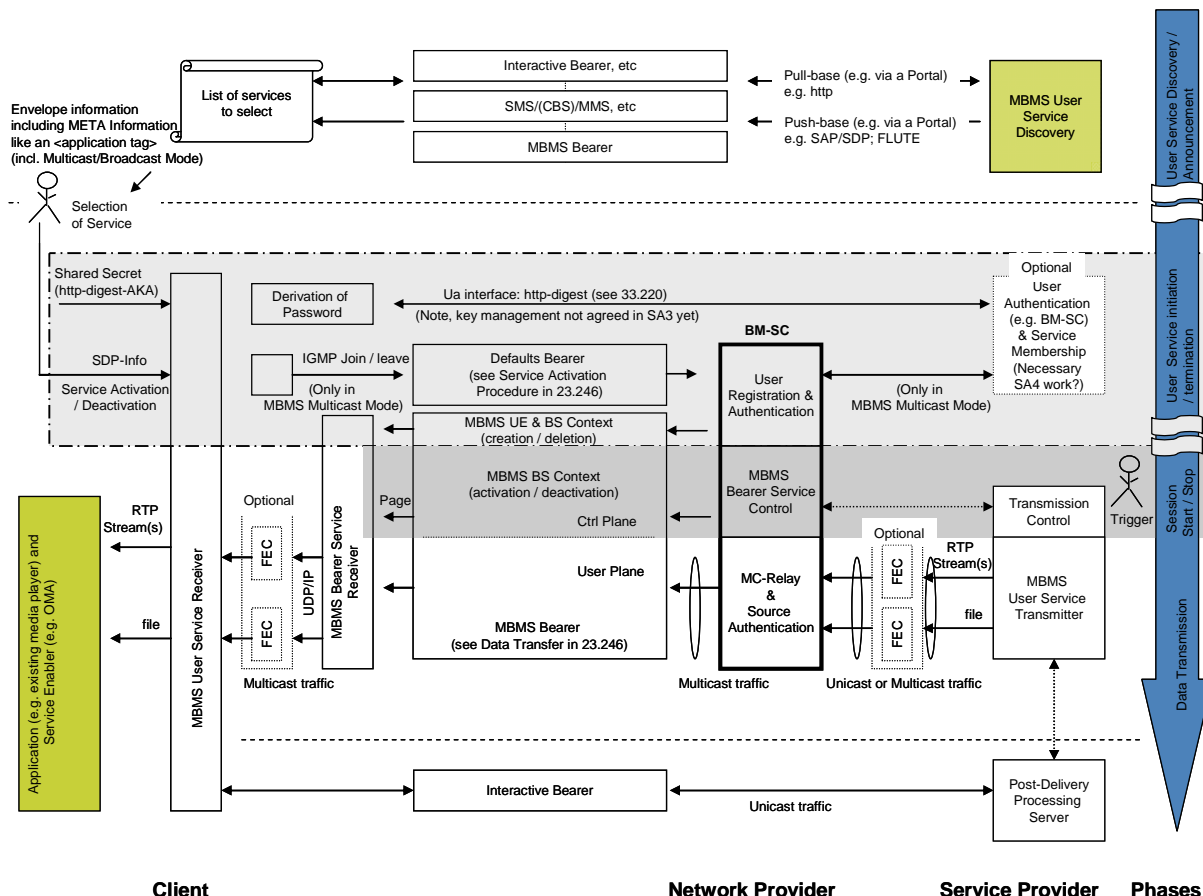 Interactive Bearer, etc
SMS/(CBS)/MMS, etc
MBMS Bearer
List of services
to select
Pull-base (e.g. via a Portal)
e.g. http
Push-base (e.g. via a Portal)
e.g. SAP/SDP; FLUTE
MBMS User
Service
Discovery
User Service Discovery /
Announcement
Envelope information
including META Information
like an <application tag>
(incl. Multicast/Broadcast Mode)
Selection
of Service
Shared Secret
(http-digest-AKA)
Derivation of
Password
Ua interface: http-digest (see 33.220)
(Note, key management not agreed in SA3 yet)
Optional
User
Authentication
(e.g. BM-SC)
& Service
Membership
(Necessary
SA4 work?)
User Service initiation
/ termination
BM-SC
SDP-Info
Service Activation
/ Deactivation
IGMP Join / leave
(Only in
MBMS Multicast Mode)
Defaults Bearer
(see Service Activation
Procedure in 23.246)
User
Registration &
Authentication
(Only in
MBMS Multicast Mode)
MBMS UE & BS Context
(creation / deletion)
MBMS BS Context
(activation / deactivation)
Page
Ctrl Plane
MBMS
Bearer Service
Control
Transmission
Control
Trigger
Session
Start / Stop
Application (e.g. existing media player) and
Service Enabler (e.g. OMA)
RTP
Stream(s)
file
MBMS User Service Receiver
Optional
FEC
FEC
UDP/IP
MBMS Bearer Service
Receiver
User Plane
MBMS Bearer
(see Data Transfer in 23.246)
MC-Relay
&
Source
Authentication
Optional
FEC
FEC
RTP
Stream(s)
file
MBMS
User Service
Transmitter
Data Transmission
Multicast traffic
Multicast traffic
Unicast or Multicast traffic
Interactive Bearer
Unicast traffic
Post-Delivery
Processing
Server
Client
Network Provider
Service Provider
Phases